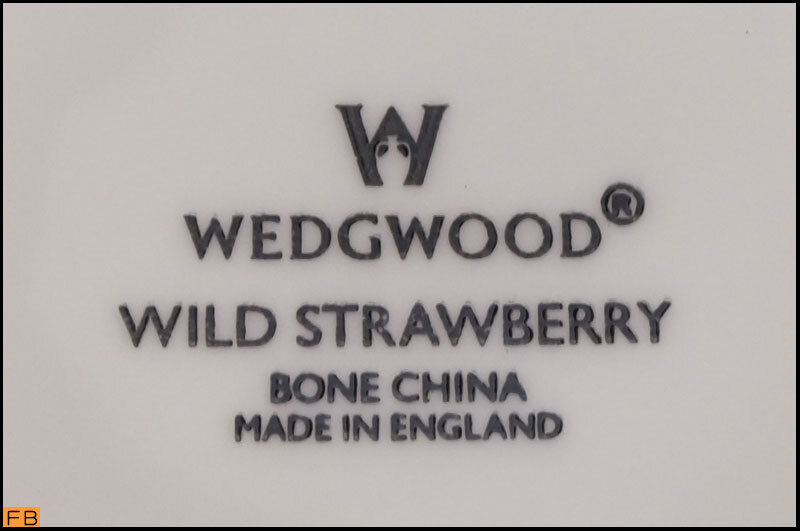 W
WEDGWOOD®
WILD STRAWBERRY
BONE CHINA
MADE IN ENGLAND
FB